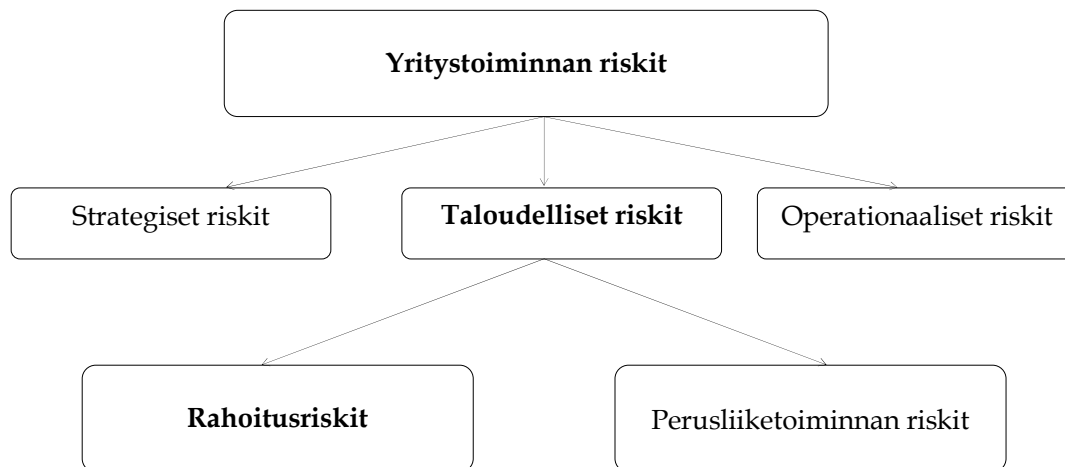 Yritystoiminnan riskit
Strategiset riskit
Taloudelliset riskit
Operationaaliset riskit
Rahoitusriskit
Perusliiketoiminnan riskit